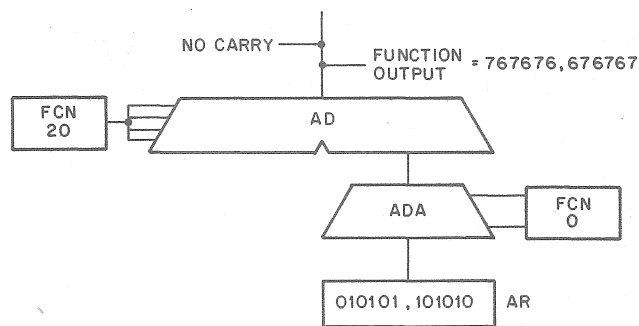 NO CARRY
FUNCTION
OUTPUT = 767676,676767
FCN
20
AD
ADA
FCN
0
010101,101010 AR